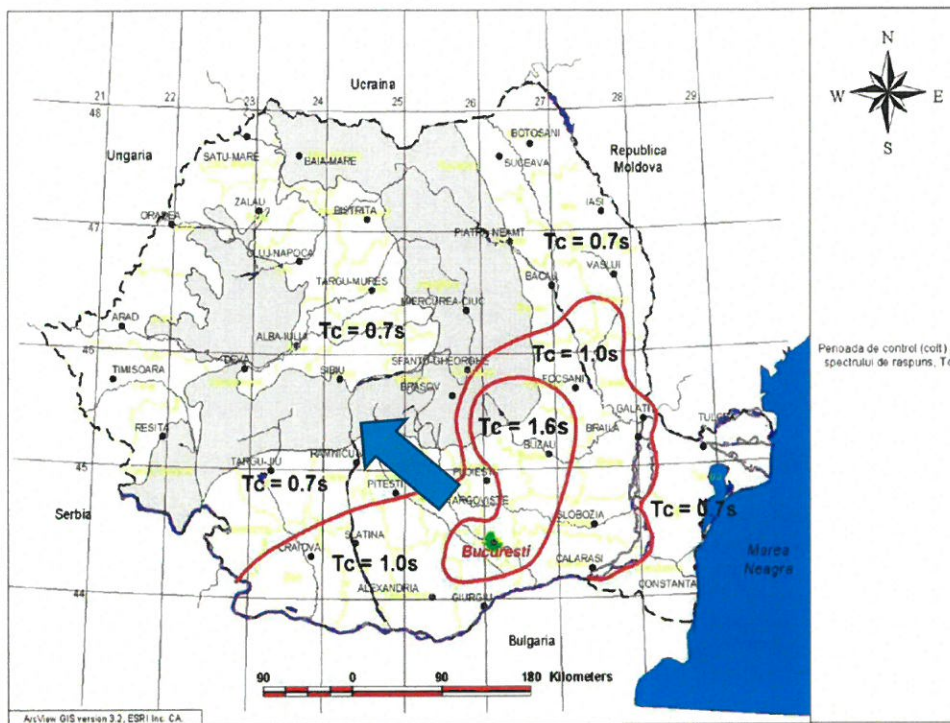 N
W E
S
Ucraina
21 22 23 24 25 26 27 28 29
48
BOTOSANI
Ungaria
SATU-MARE
BAIA-MARE
SUCEAVA
Republica
Moldova
ZALAU
BISTRITA
IASI
ORADEA
47
PIATRA-NEAMT
Tc = 0.7s
CLUJ-NAPOCA
VASLUI
TARGU-MURES
BACAU
MIERCUREA-CIUC
ARAD
ALBA-IULIA
Tc = 0.7s
46
Tc = 1.0s
Perioada de control (colt)
spectrului de raspuns, Tc
DEVA
SFANTU-GHEORGHE
TIMISOARA
SIBIU
BRASOV
FOCSANI
GALATI
TULCEA
RESITA
Tc = 1.6s
BRAILA
BUZAU
45
RAMNICU
TARGU-JIU
Tc = 0.7s
PITESTI
PLOIESTI
ARGOVISTE
Tc = 0.7s
Serbia
SLOBOZIA
SLATINA
CRAIOVA
Bucuresti
Marea
Neagra
Tc = 1.0s
CALARASI
ALEXANDRIA
CONSTANTA
44
GIURGIU
Bulgaria
90 0 90 180 Kilometers
ArcView GIS version 3.2, ESRI Inc. CA.